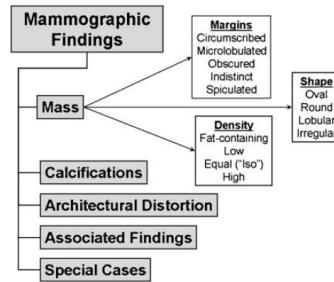 Mammographic
Findings
Mass
Calcifications
Architectural Distortion
Associated Findings
Special Cases
Margins
Circumscribed
Microlobulated
Obscured
Indistinct
Spiculated
Shape
Oval
Round
Lobular
Irregular
Density
Fat-containing
Low
Equal ("Iso")
High